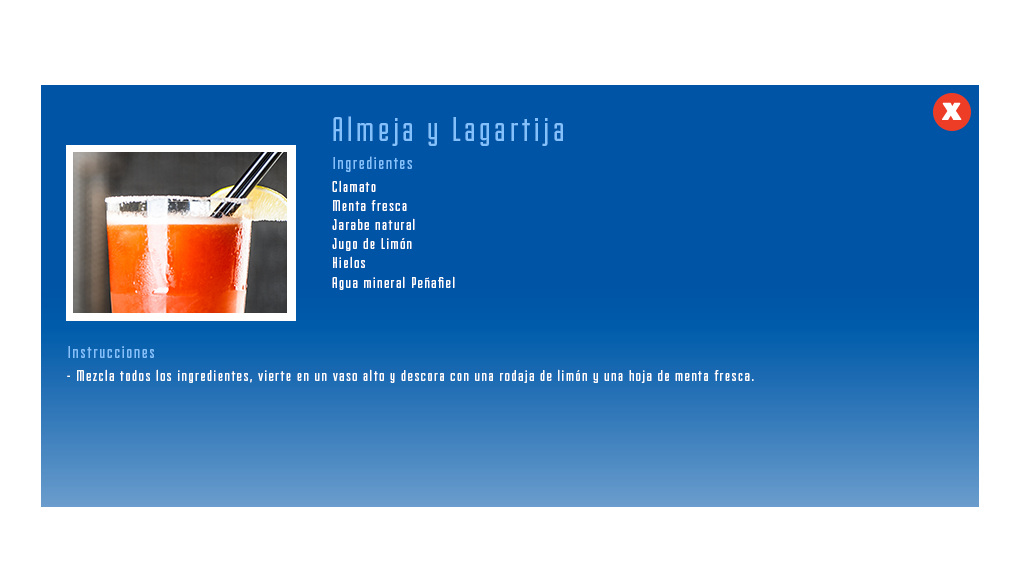 Almeja y Lagartija
Ingredientes
Clamato
Menta fresca
Jarabe natural
Jugo de Limón
Hielos
Agua mineral Peñafiel
Instrucciones
- Mezcla todos los ingredientes, vierte en un vaso alto y descora con una rodaja de limón y una hoja de menta fresca.
X